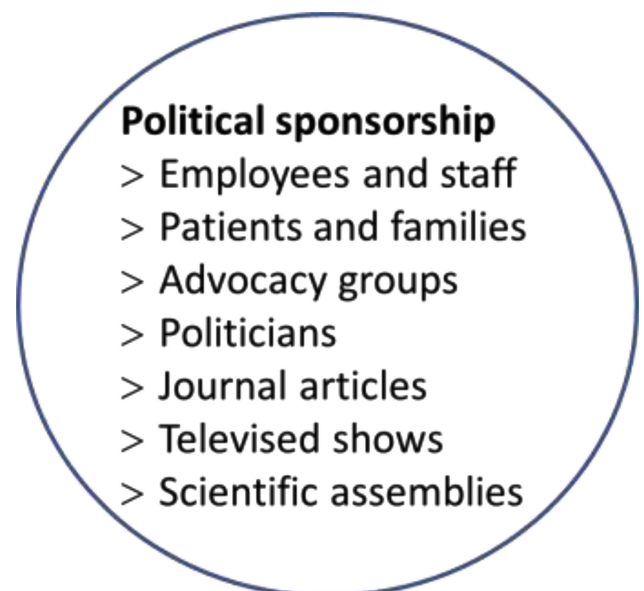 Political sponsorship
> Employees and staff
> Patients and families
> Advocacy groups
> Politicians
> Journal articles
> Televised shows
> Scientific assemblies